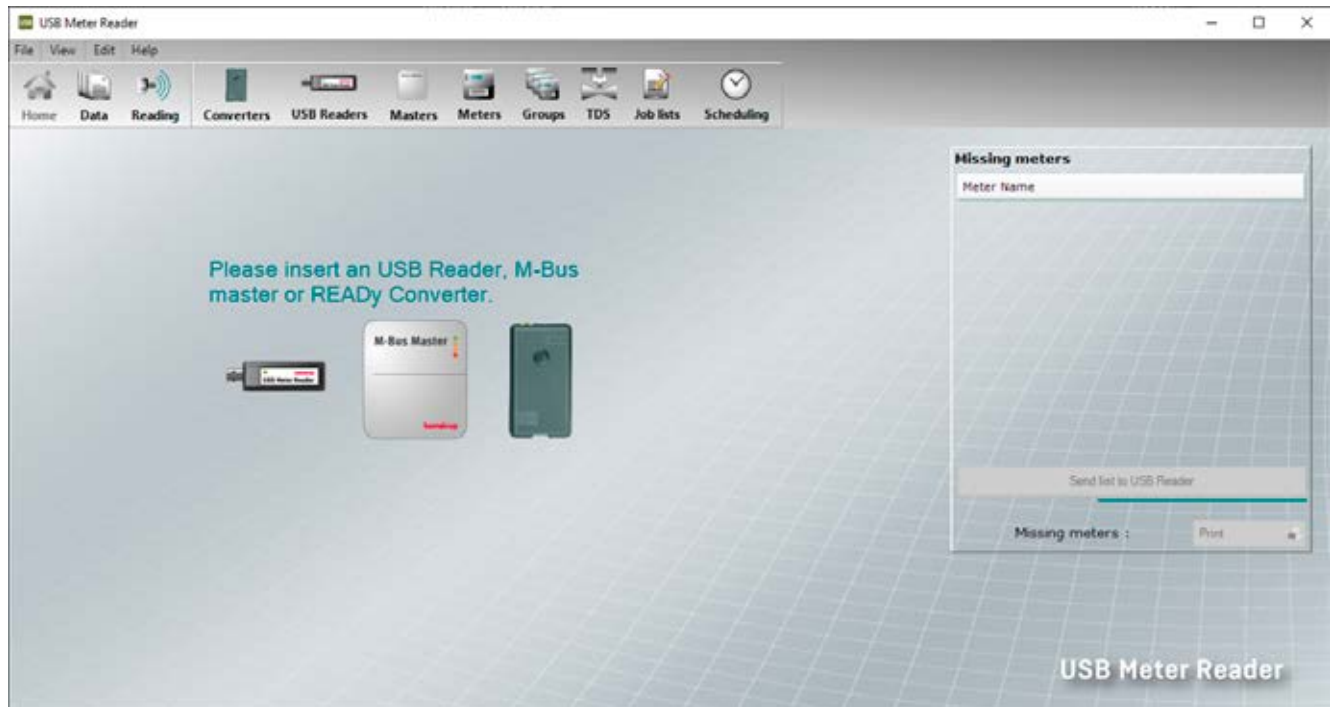 USB Meter Reader
File View Edit Help
Home Data Reading Converters USB Readers Masters Meters Groups TDS Job lists Scheduling
Missing meters
Meter Name
Please insert an USB Reader, M-Bus
master or READy Converter.
M-Bus Master
USB Meter Reader
kamstrup
Send list to USB Reader
Missing meters :
Print
USB Meter Reader